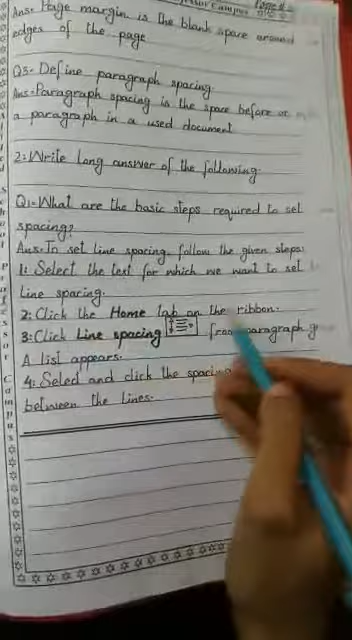 Ans:- Page margin is the blank space around
edges of the page
Q3:- Define paragraph spacing.
Ans:- Paragraph spacing is the space before or
a paragraph in a used document
2:- Write Long answer of the following.
Q1:- What are the basic steps required to set
spacing?
Ans:- To set Line spacing, follow the given steps:
1: Select the text for which we want to set
Line spacing.
2: Click the Home Tab on the ribbon.
3: Click Line spacing from paragraph g
A list appears.
4: Select and click the spacing
between the Lines.